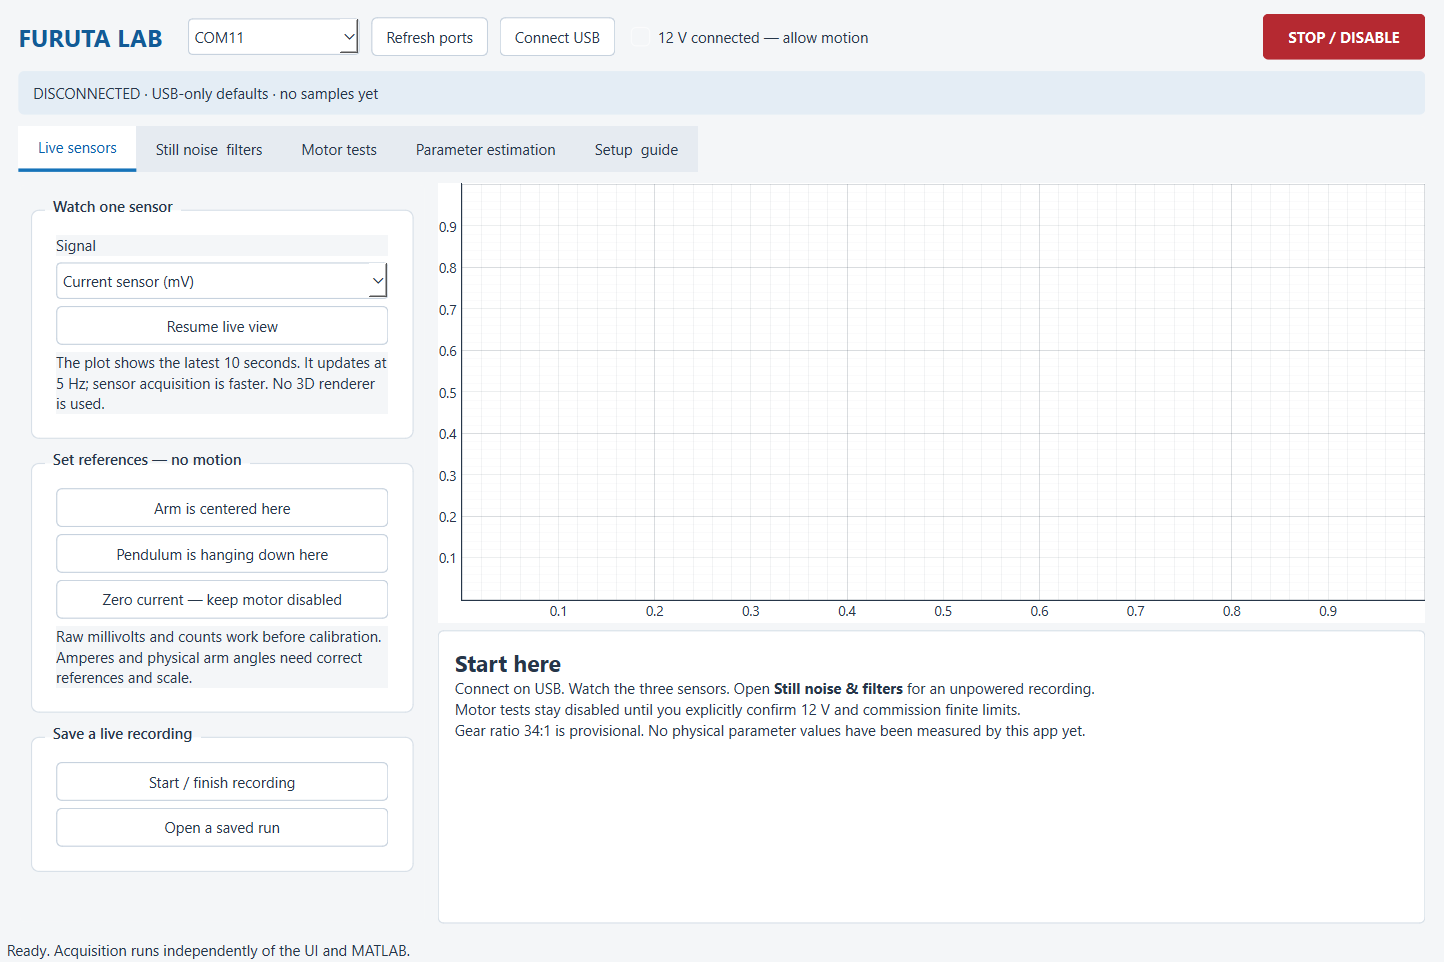 FURUTA LAB
COM11
Refresh ports
Connect USB
12 V connected — allow motion
STOP / DISABLE
DISCONNECTED · USB-only defaults · no samples yet
Live sensors
Still noise  filters
Motor tests
Parameter estimation
Setup  guide
Watch one sensor
Signal
Current sensor (mV)
Resume live view
The plot shows the latest 10 seconds. It updates at
5 Hz; sensor acquisition is faster. No 3D renderer
is used.
Set references — no motion
Arm is centered here
Pendulum is hanging down here
Zero current — keep motor disabled
Raw millivolts and counts work before calibration.
Amperes and physical arm angles need correct
references and scale.
Save a live recording
Start / finish recording
Open a saved run
0.9
0.8
0.7
0.6
0.5
0.4
0.3
0.2
0.1
0.1 0.2 0.3 0.4 0.5 0.6 0.7 0.8 0.9
Start here
Connect on USB. Watch the three sensors. Open Still noise & filters for an unpowered recording.
Motor tests stay disabled until you explicitly confirm 12 V and commission finite limits.
Gear ratio 34:1 is provisional. No physical parameter values have been measured by this app yet.
Ready. Acquisition runs independently of the UI and MATLAB.